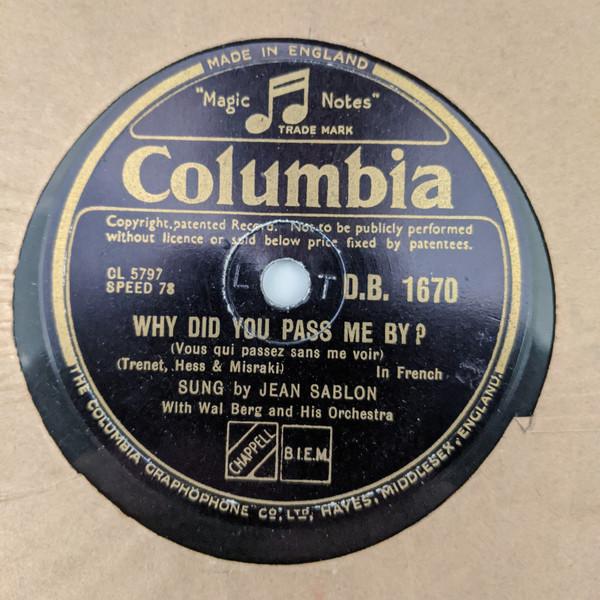 MADE IN ENGLAND
"Magic Notes"
TRADE MARK
Columbia
Copyright, patented Record. Not to be publicly performed
without licence or sold below price fixed by patentees.
CL 5797
SPEED 78
L T
D.B. 1670
WHY DID YOU PASS ME BY?
(Vous qui passez sans me voir)
(Trenet, Hess & Misraki) In French
SUNG by JEAN SABLON
With Wal Berg and His Orchestra
CHAPPELL
B.I.E.M.
THE COLUMBIA GRAPHOPHONE CO., LTD., HAYES, MIDDLESEX, ENGLAND.